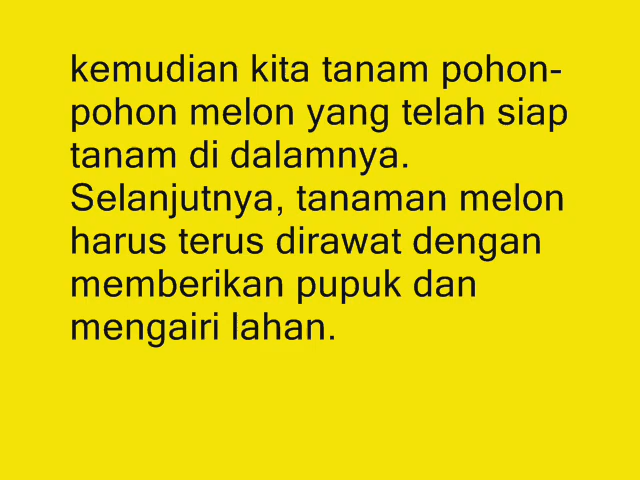 kemudian kita tanam pohon-
pohon melon yang telah siap
tanam di dalamnya.
Selanjutnya, tanaman melon
harus terus dirawat dengan
memberikan pupuk dan
mengairi lahan.